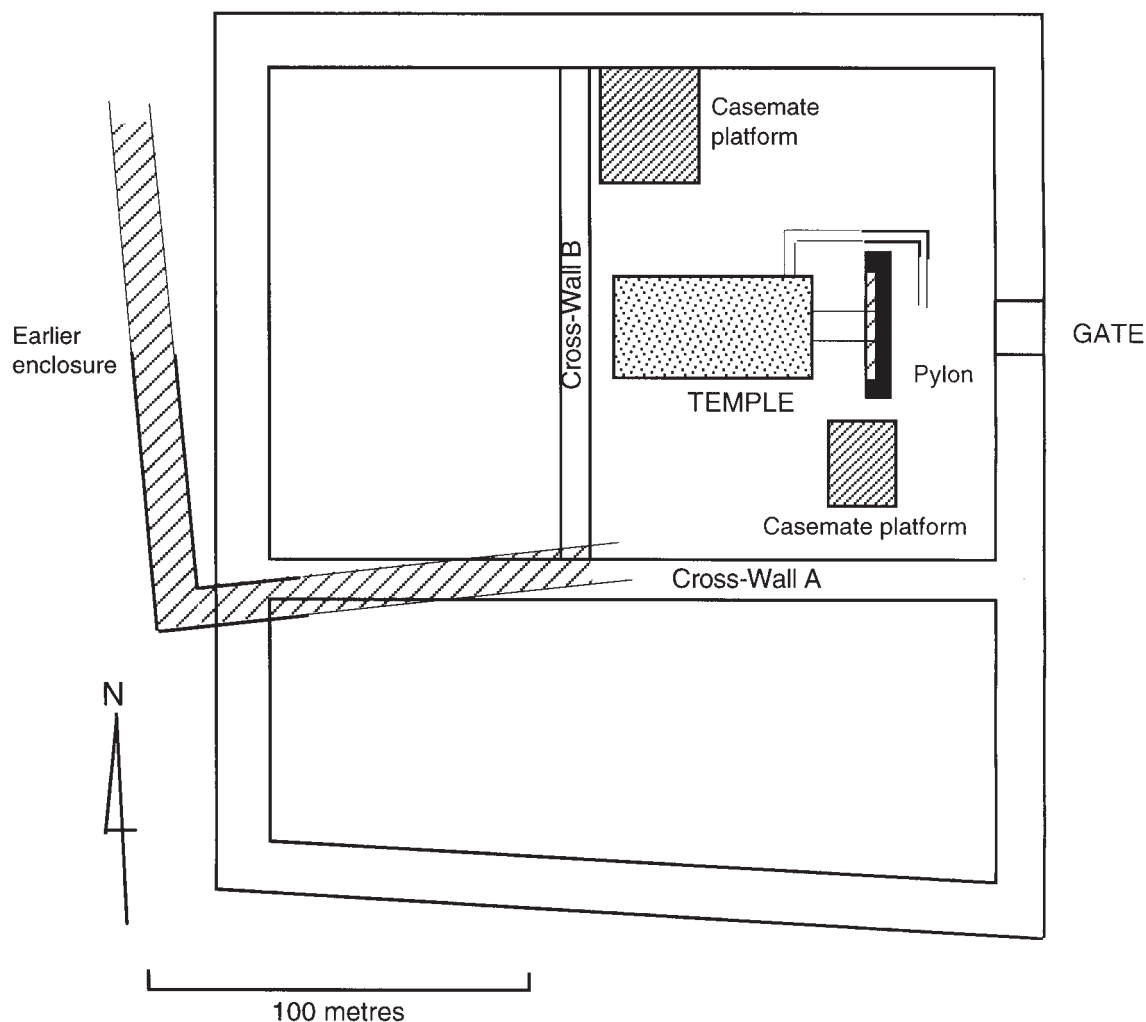 Casemate
platform
Cross-Wall B
Earlier
enclosure
GATE
Pylon
TEMPLE
Casemate platform
Cross-Wall A
N
100 metres